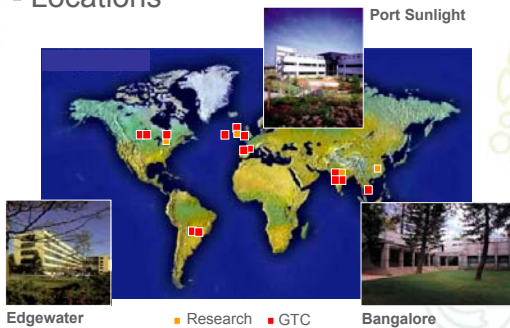 - Locations
Port Sunlight
Edgewater
Research
GTC
Bangalore